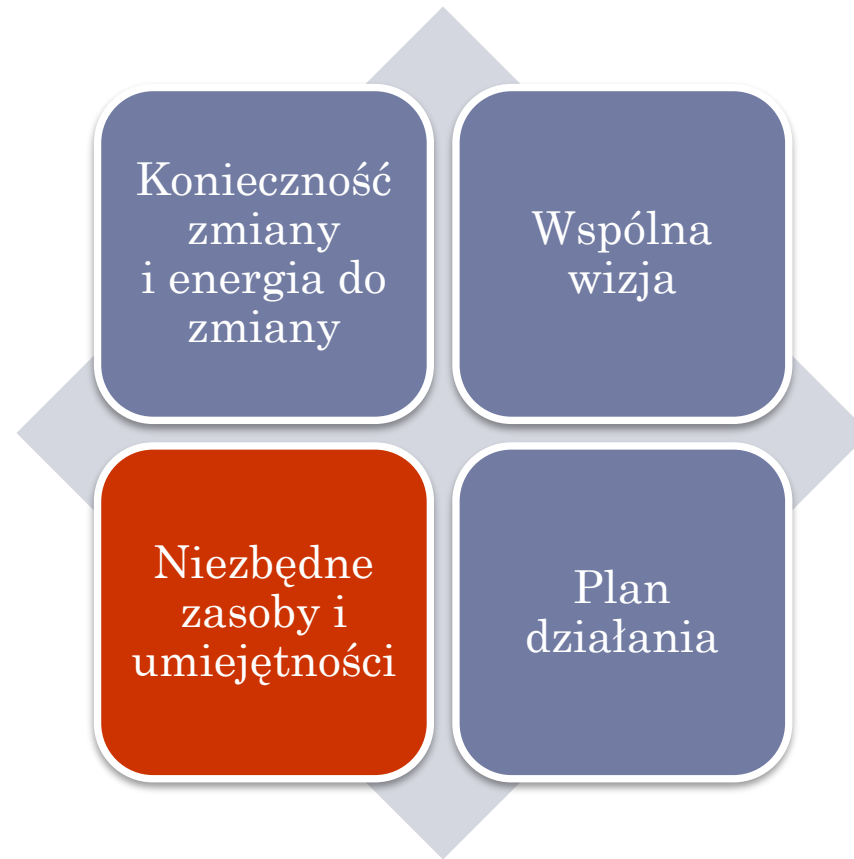 Konieczność
zmiany
i energia do
zmiany
Wspólna
wizja
Niezbędne
zasoby i
umiejętności
Plan
działania